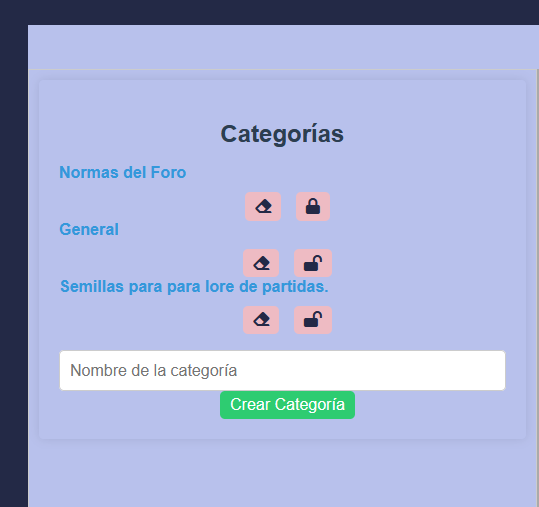 Categorías
Normas del Foro
General
Semillas para para lore de partidas.
Nombre de la categoría
Crear Categoría